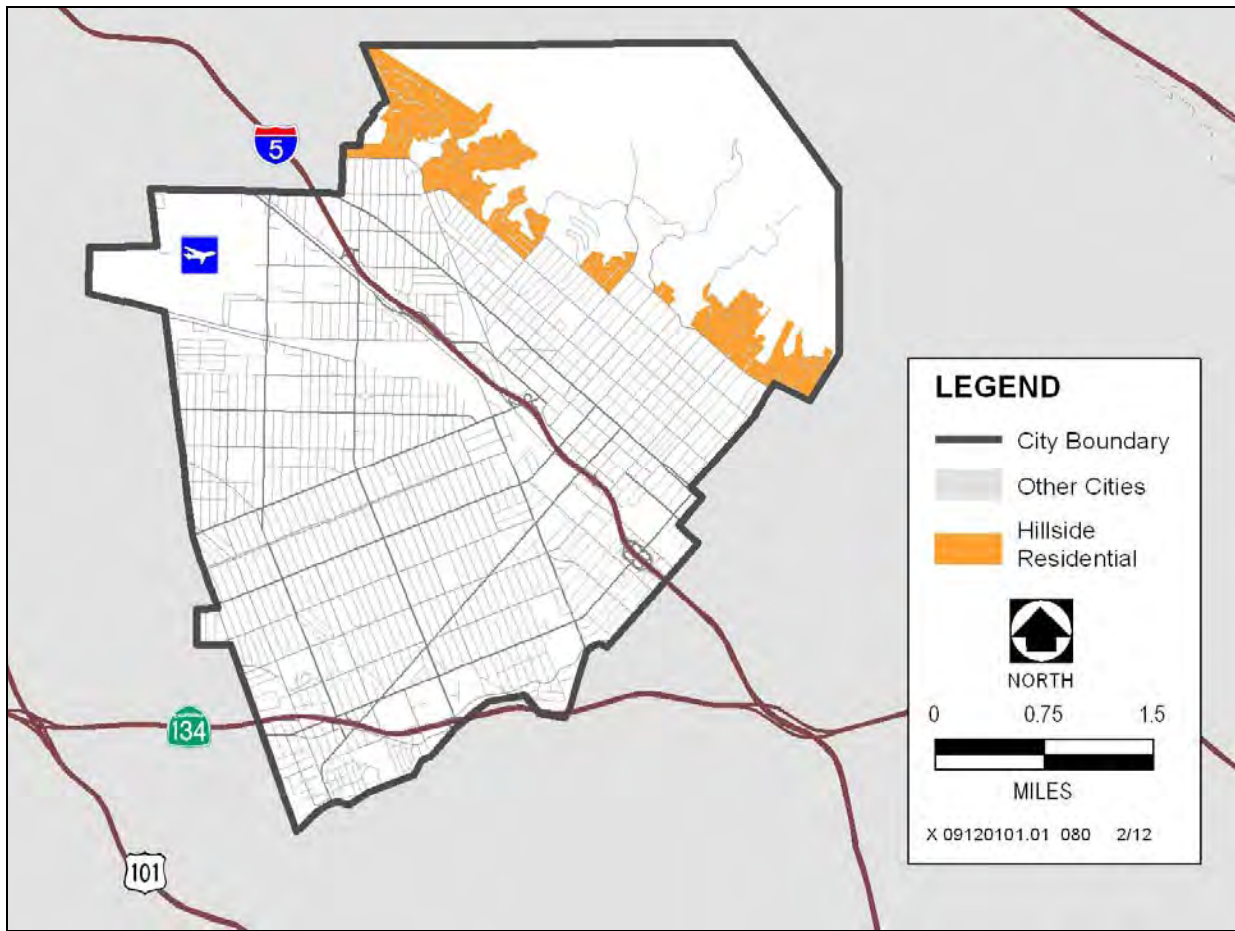 5
134
101
LEGEND
City Boundary
Other Cities
Hillside
Residential
NORTH
0 0.75 1.5
MILES
X 09120101.01 080 2/12